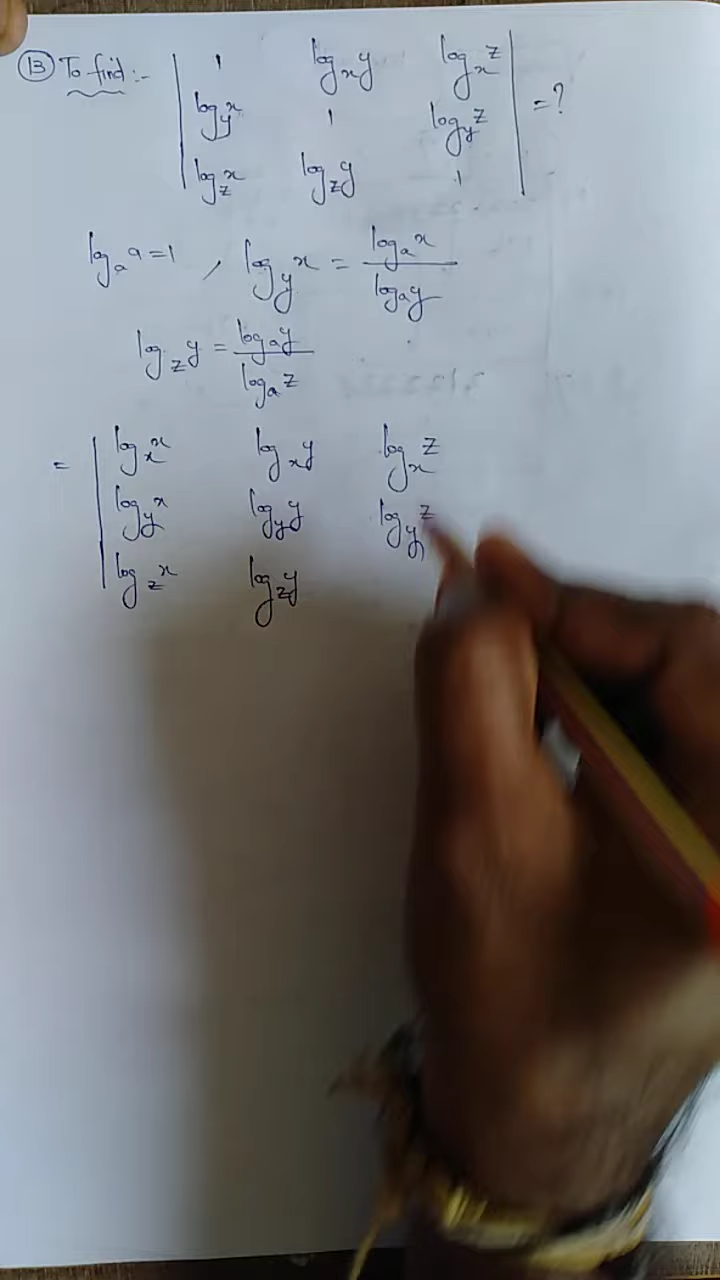 13 To find :- | 1 log_x y log_x z |
| log_y x 1 log_y z | = ?
| log_z x log_z y 1 |
log_a a = 1 , log_y x = log_a x / log_a y
log_z y = log_a y / log_a z
= | log_x x log_x y log_x z
| log_y x log_y y log_y z
| log_z x log_z y